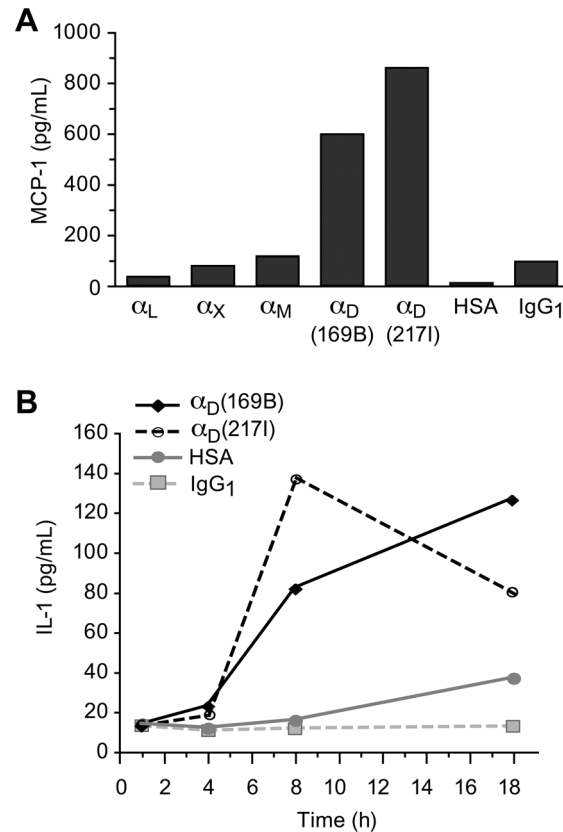 A
1000
800
600
400
200
0
MCP-1 (pg/mL)
αL αX αM αD αD HSA IgG1
(169B) (217I)
B
αD(169B)
αD(217I)
HSA
IgG1
160
140
120
100
80
60
40
20
0
IL-1 (pg/mL)
0 2 4 6 8 10 12 14 16 18
Time (h)